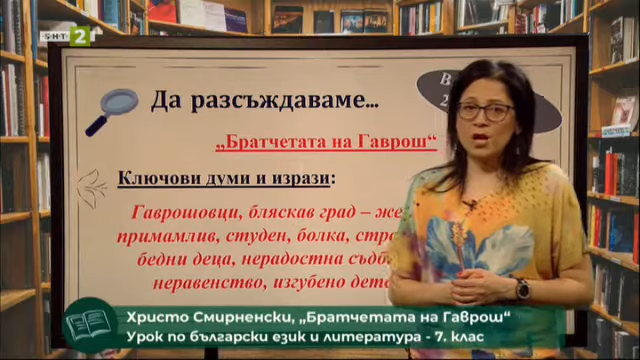 БНТ 2
Да разсъждаваме...
„Братчетата на Гаврош“
Ключови думи и изрази:
Гаврошовци, бляскав град –
примамлив, студен, болка,
бедни деца, нерадостна
неравенство, изгубено
Христо Смирненски, „Братчетата на Гаврош“
Урок по български език и литература - 7. клас